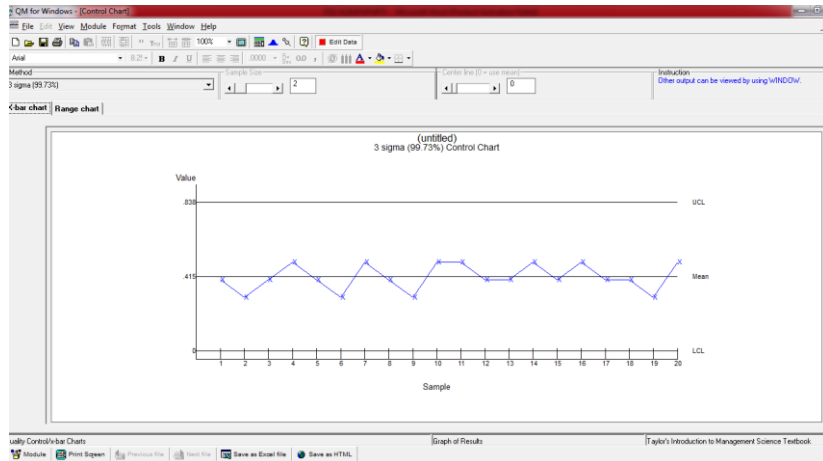 QM for Windows - [Control Chart]
File Edit View Module Format Tools Window Help
100% Edit Data
Arial 8.2! B I U .0000 0.0 , A
Method
3 sigma (99.73%)
Sample Size
2
Center line (0 = use mean)
0
Instruction
Other output can be viewed by using WINDOW.
X-bar chart Range chart
(untitled)
3 sigma (99.73%) Control Chart
Value
.838 UCL
.415 Mean
0 LCL
1 2 3 4 5 6 7 8 9 10 11 12 13 14 15 16 17 18 19 20
Sample
uality Control/x-bar Charts Graph of Results Taylor's Introduction to Management Science Textbook
Module Print Screen Previous file Next file Save as Excel file Save as HTML